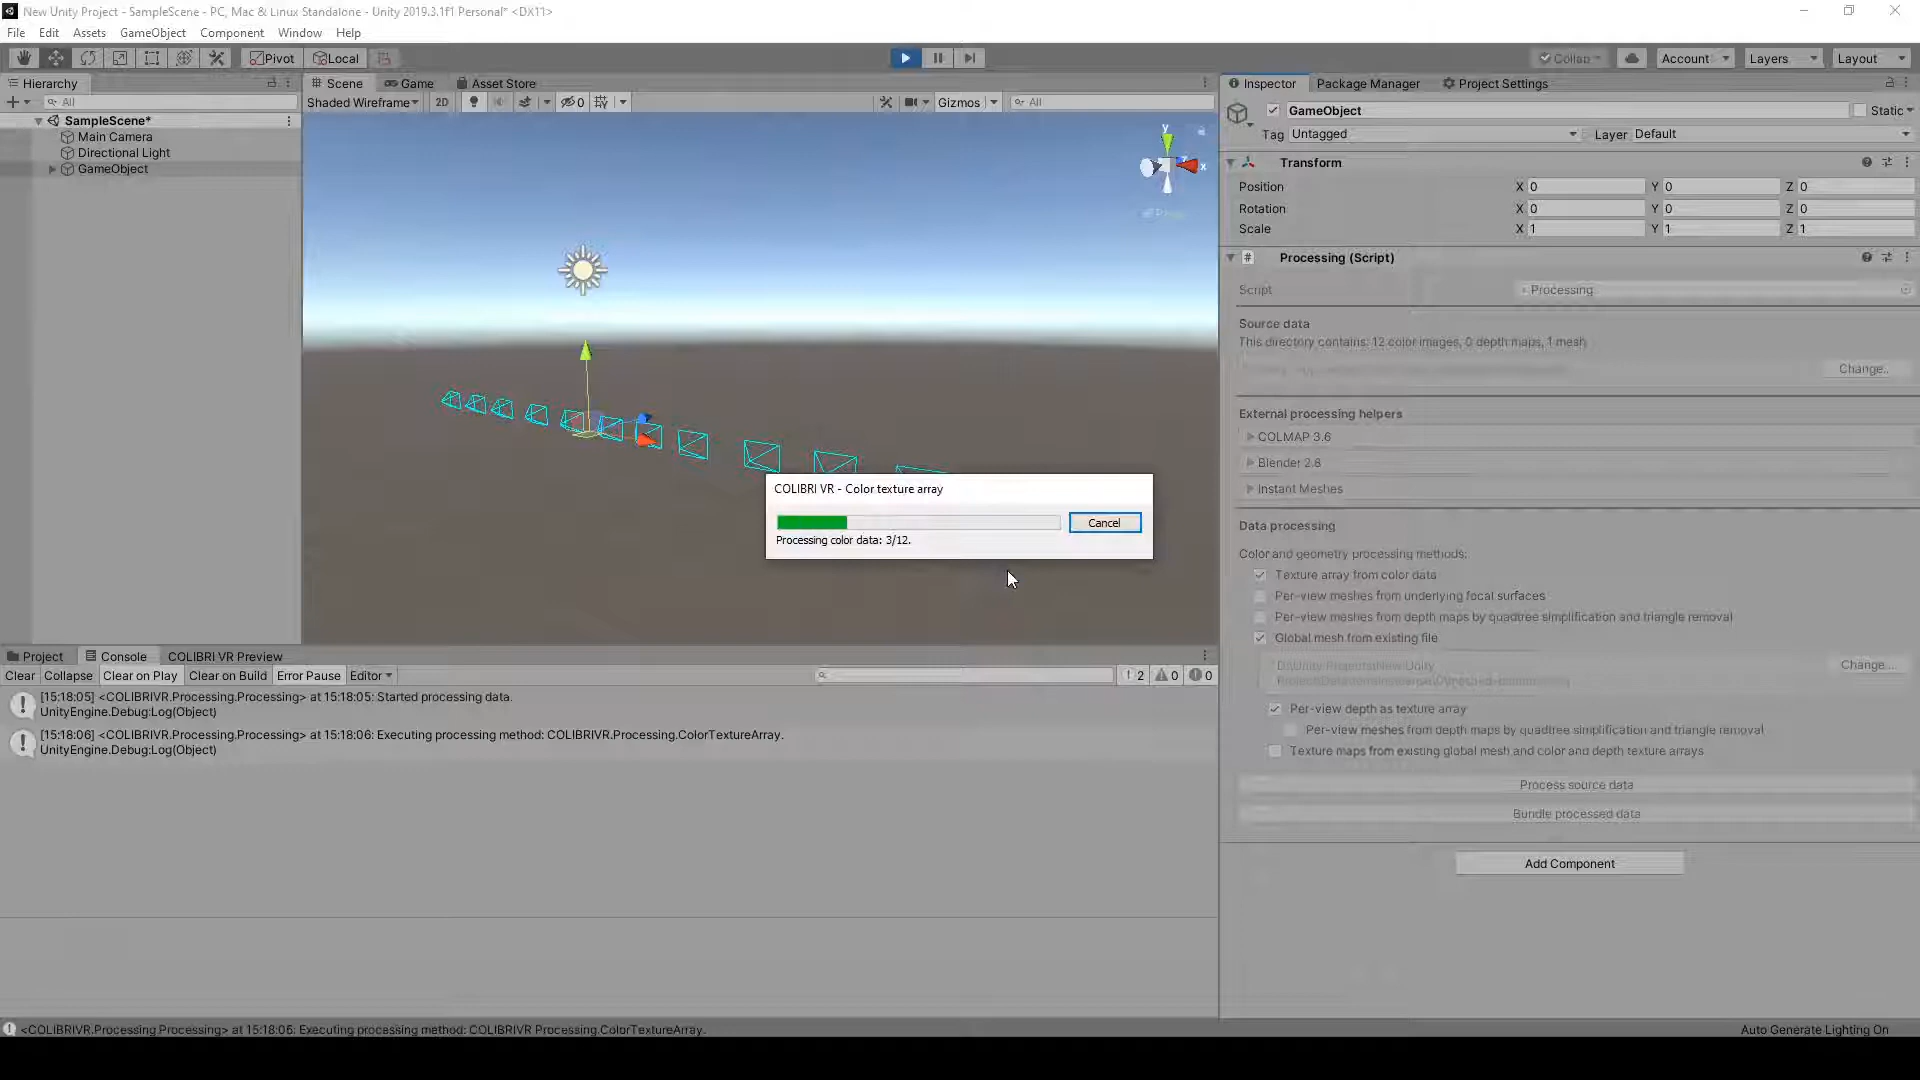 New Unity Project - SampleScene - PC, Mac & Linux Standalone - Unity 2019.3.1f1 Personal* <DX11>
File Edit Assets GameObject Component Window Help
Pivot Local Collab Account Layers Layout
Hierarchy
All
SampleScene*
Main Camera
Directional Light
GameObject
Scene Game Asset Store
Shaded Wireframe 2D 0 Gizmos All
y
x
COLIBRI VR - Color texture array
Cancel
Processing color data: 3/12.
Project Console COLIBRI VR Preview
Clear Collapse Clear on Play Clear on Build Error Pause Editor 2 0 0
[15:18:05] <COLIBRIVR.Processing.Processing> at 15:18:05: Started processing data.
UnityEngine.Debug:Log(Object)
[15:18:06] <COLIBRIVR.Processing.Processing> at 15:18:06: Executing processing method: COLIBRIVR.Processing.ColorTextureArray.
UnityEngine.Debug:Log(Object)
Inspector Package Manager Project Settings
GameObject Static
Tag Untagged Layer Default
Transform
Position X 0 Y 0 Z 0
Rotation X 0 Y 0 Z 0
Scale X 1 Y 1 Z 1
Processing (Script)
Script Processing
Source data
This directory contains: 12 color images, 0 depth maps, 1 mesh
Change..
External processing helpers
COLMAP 3.6
Blender 2.8
Instant Meshes
Data processing
Color and geometry processing methods:
Texture array from color data
Per-view meshes from underlying focal surfaces
Per-view meshes from depth maps by quadtree simplification and triangle removal
Global mesh from existing file
Change ...
Per-view depth as texture array
Per-view meshes from depth maps by quadtree simplification and triangle removal
Texture maps from existing global mesh and color and depth texture arrays
Process source data
Bundle processed data
Add Component
<COLIBRIVR.Processing.Processing> at 15:18:06: Executing processing method: COLIBRIVR.Processing.ColorTextureArray.
Auto Generate Lighting On